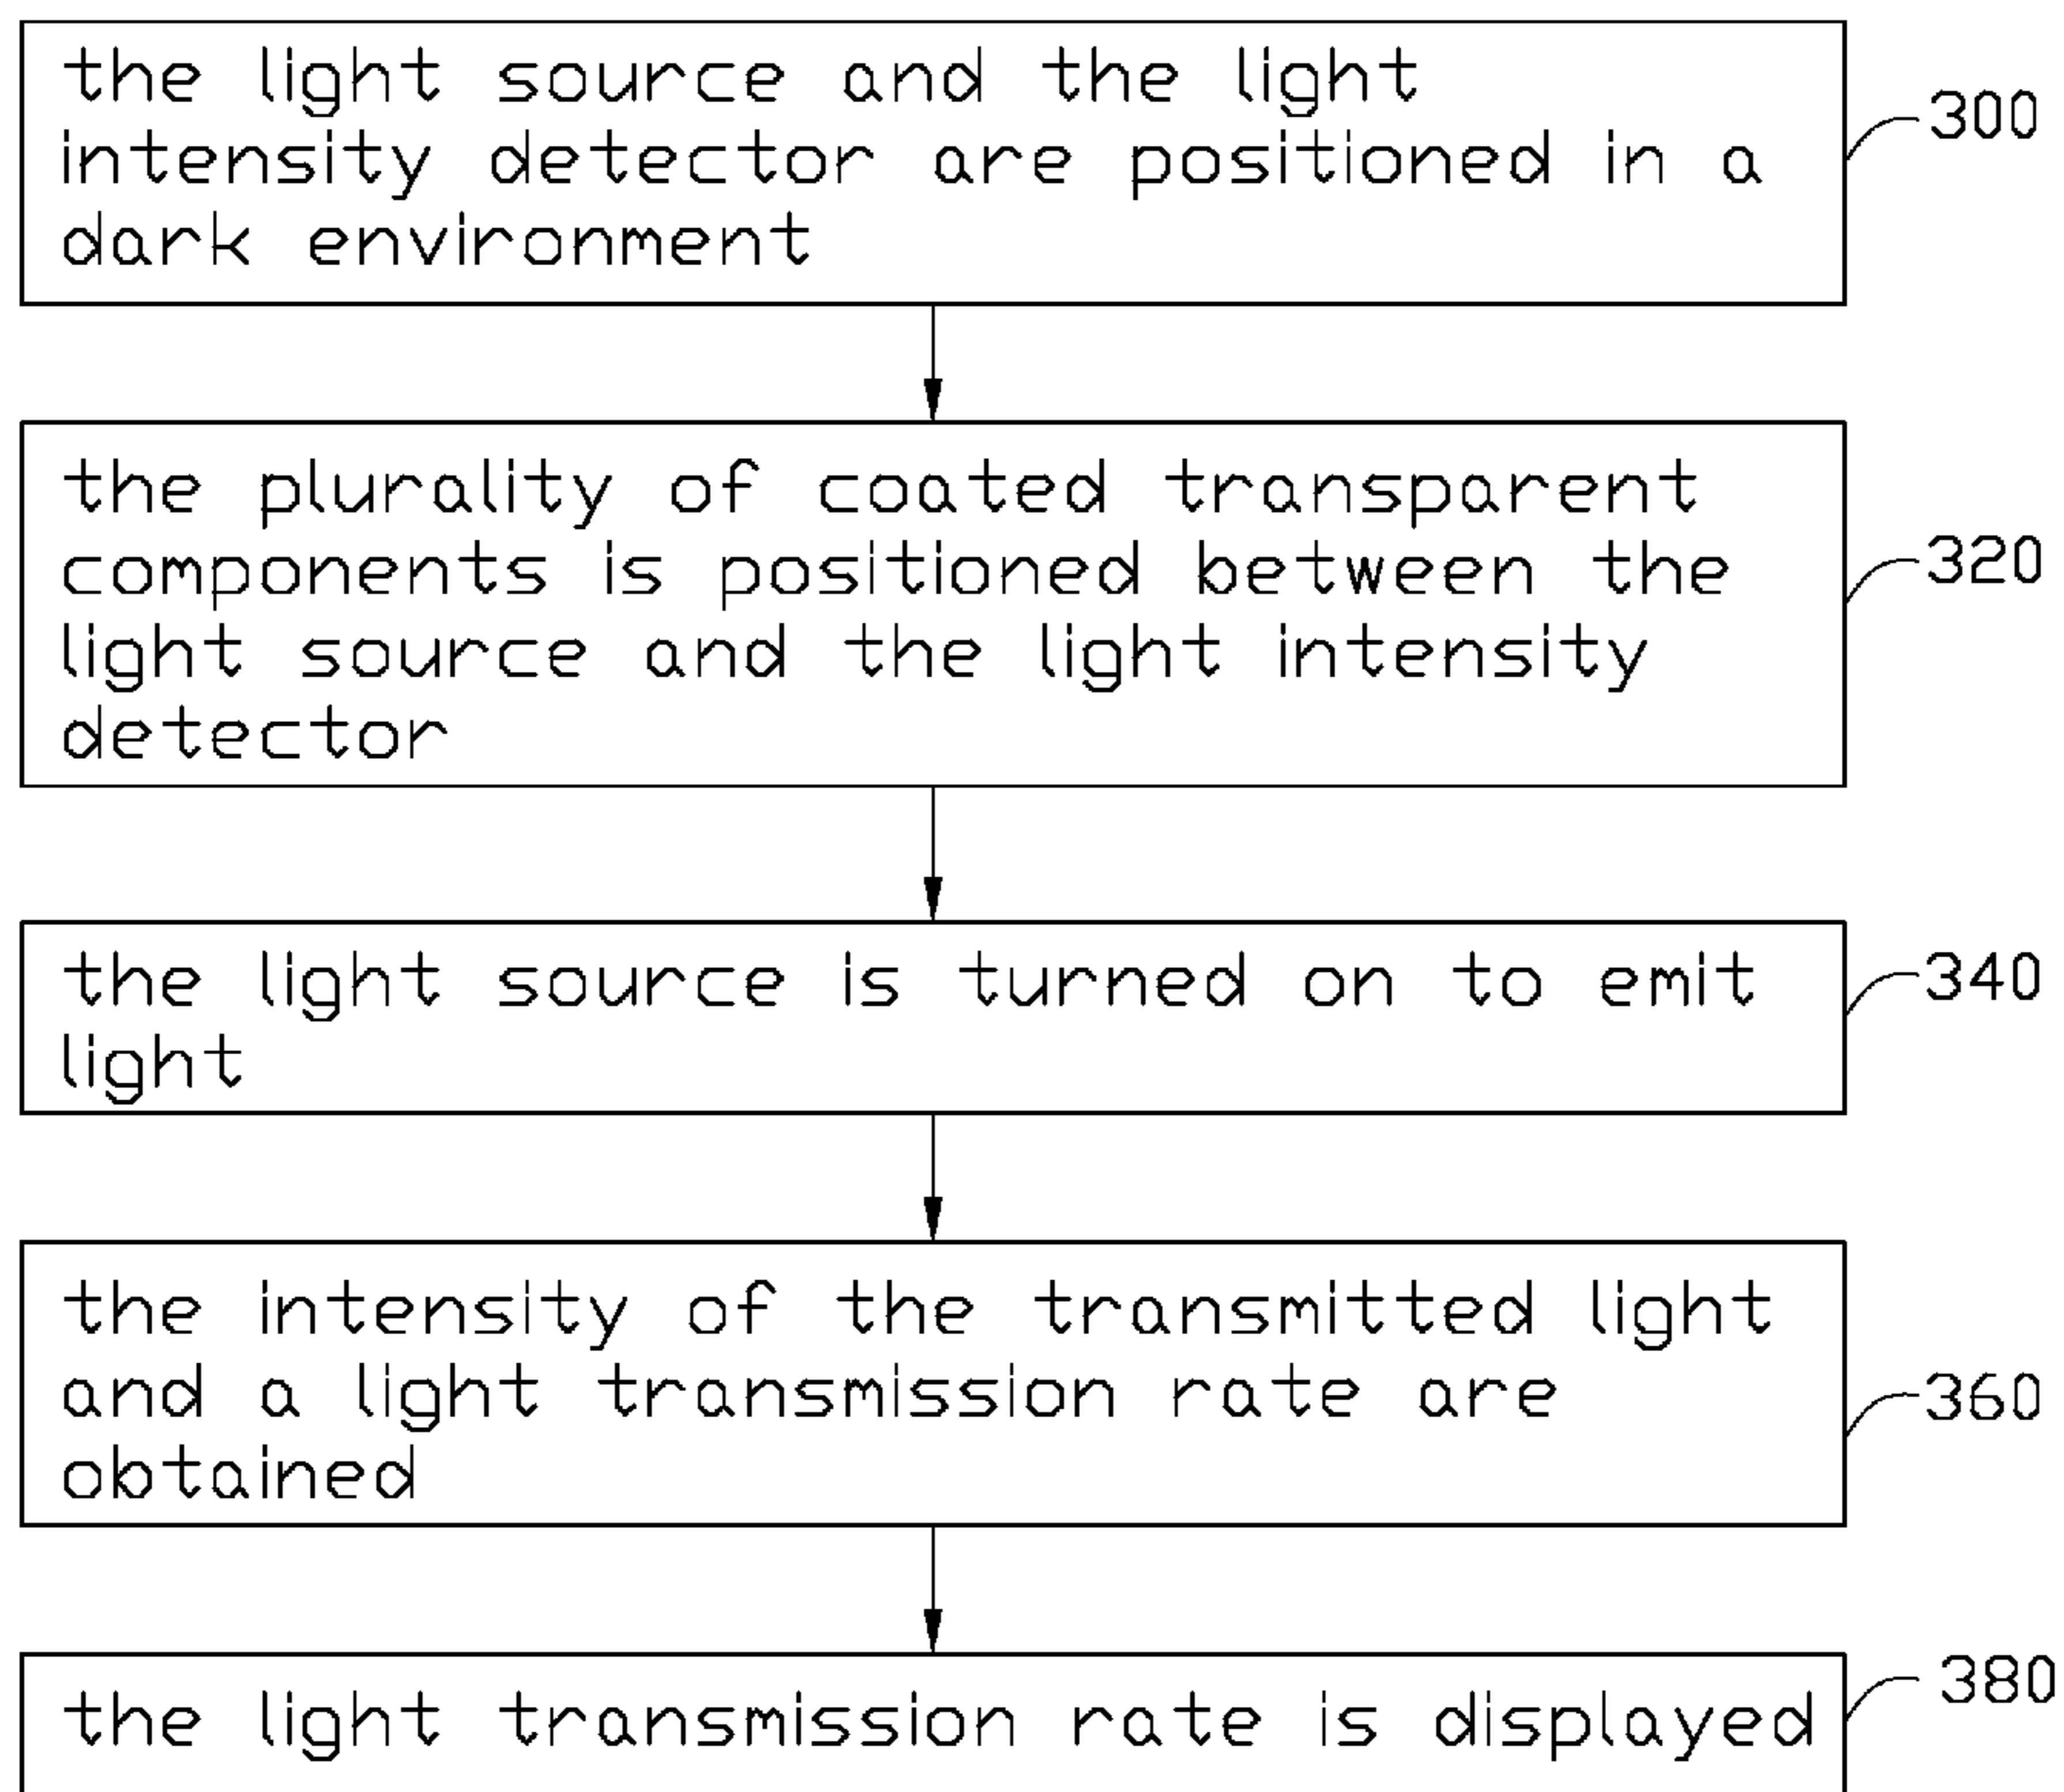 the light source and the light
intensity detector are positioned in a
dark environment
300
the plurality of coated transparent
components is positioned between the
light source and the light intensity
detector
320
the light source is turned on to emit
light
340
the intensity of the transmitted light
and a light transmission rate are
obtained
360
the light transmission rate is displayed
380